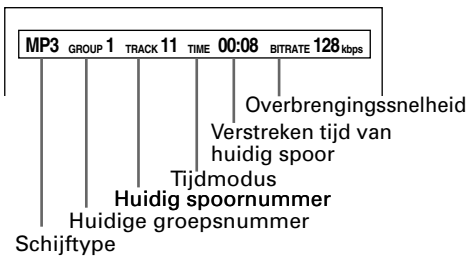 MP3 GROUP 1 TRACK 11 TIME 00:08 BITRATE 128 kbps
Overbrengingssnelheid
Verstreken tijd van
huidig spoor
Tijdmodus
Huidig spoornummer
Huidige groepsnummer
Schijftype